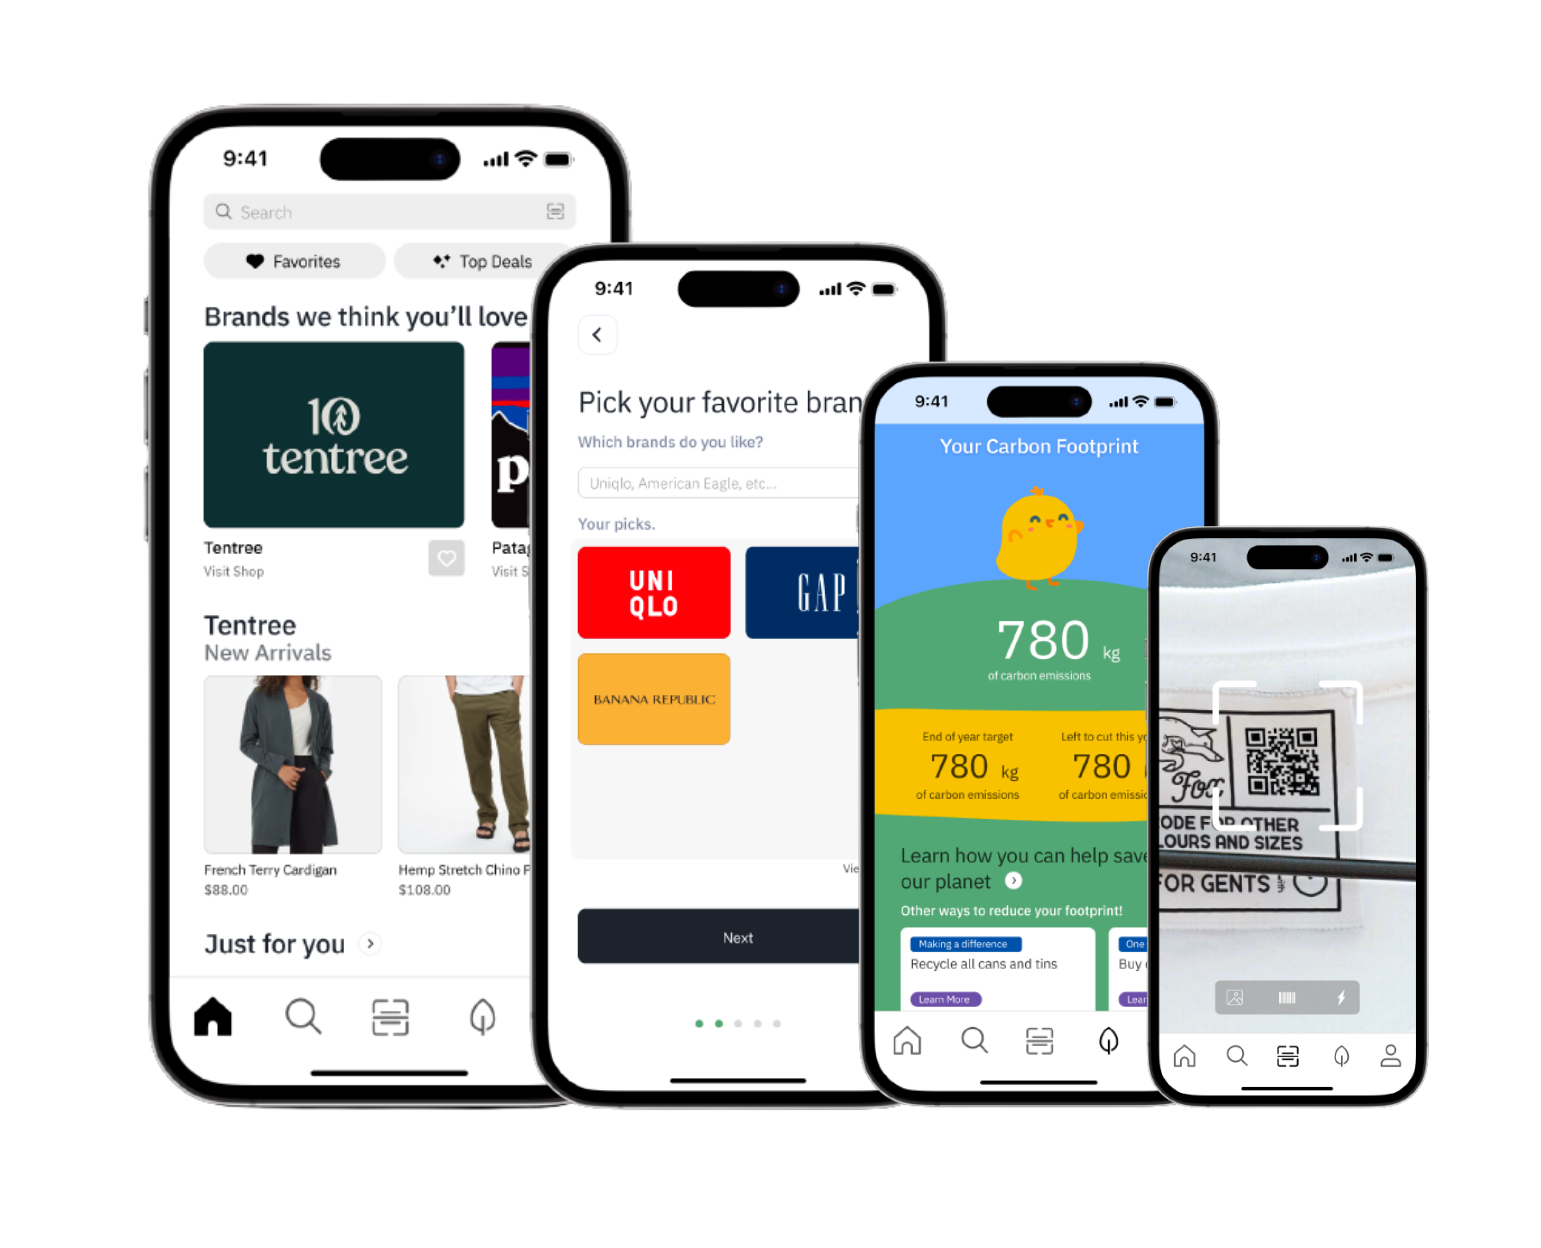 9:41
Search
Favorites
Top Deals
Brands we think you'll love
10
tentree
p
Tentree
Visit Shop
Patag
Visit S
Tentree
New Arrivals
French Terry Cardigan
$88.00
Hemp Stretch Chino P
$108.00
Just for you
9:41
Pick your favorite bran
Which brands do you like?
Uniqlo, American Eagle, etc...
Your picks.
UNI
QLO
GAP
BANANA REPUBLIC
Vie
Next
9:41
Your Carbon Footprint
780 kg
of carbon emissions
End of year target
780 kg
of carbon emissions
Left to cut this ye
780
of carbon emissic
Learn how you can help save
our planet
Other ways to reduce your footprint!
Making a difference
Recycle all cans and tins
Learn More
One
Buy
Lear
9:41
Fox
ODE FOR OTHER
LOURS AND SIZES
FOR GENTS